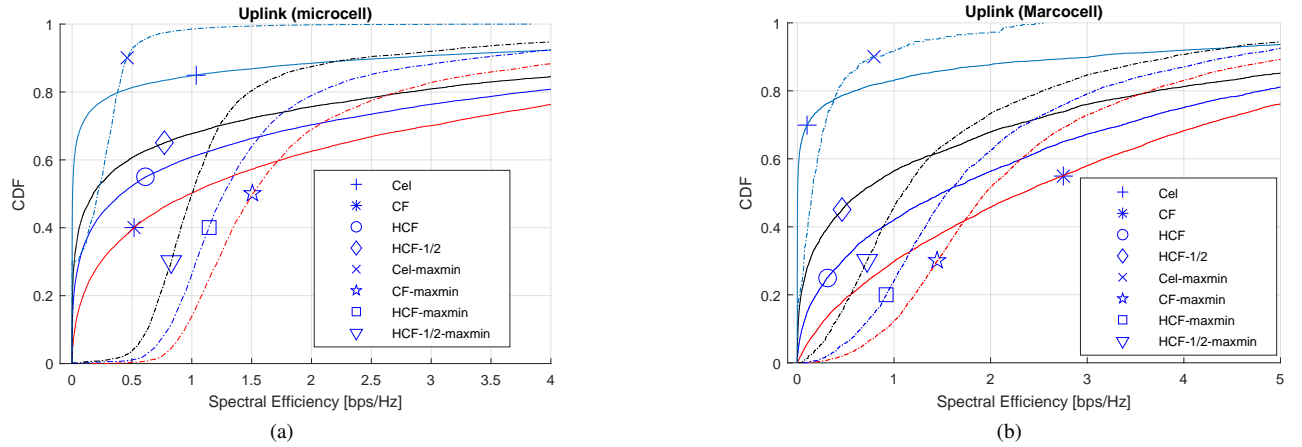 Uplink (microcell)
CDF
1
0.8
0.6
0.4
0.2
0
0 0.5 1 1.5 2 2.5 3 3.5 4
Spectral Efficiency [bps/Hz]
Cel
CF
HCF
HCF-1/2
Cel-maxmin
CF-maxmin
HCF-maxmin
HCF-1/2-maxmin
(a)
Uplink (Marcocell)
CDF
1
0.8
0.6
0.4
0.2
0
0 1 2 3 4 5
Spectral Efficiency [bps/Hz]
Cel
CF
HCF
HCF-1/2
Cel-maxmin
CF-maxmin
HCF-maxmin
HCF-1/2-maxmin
(b)